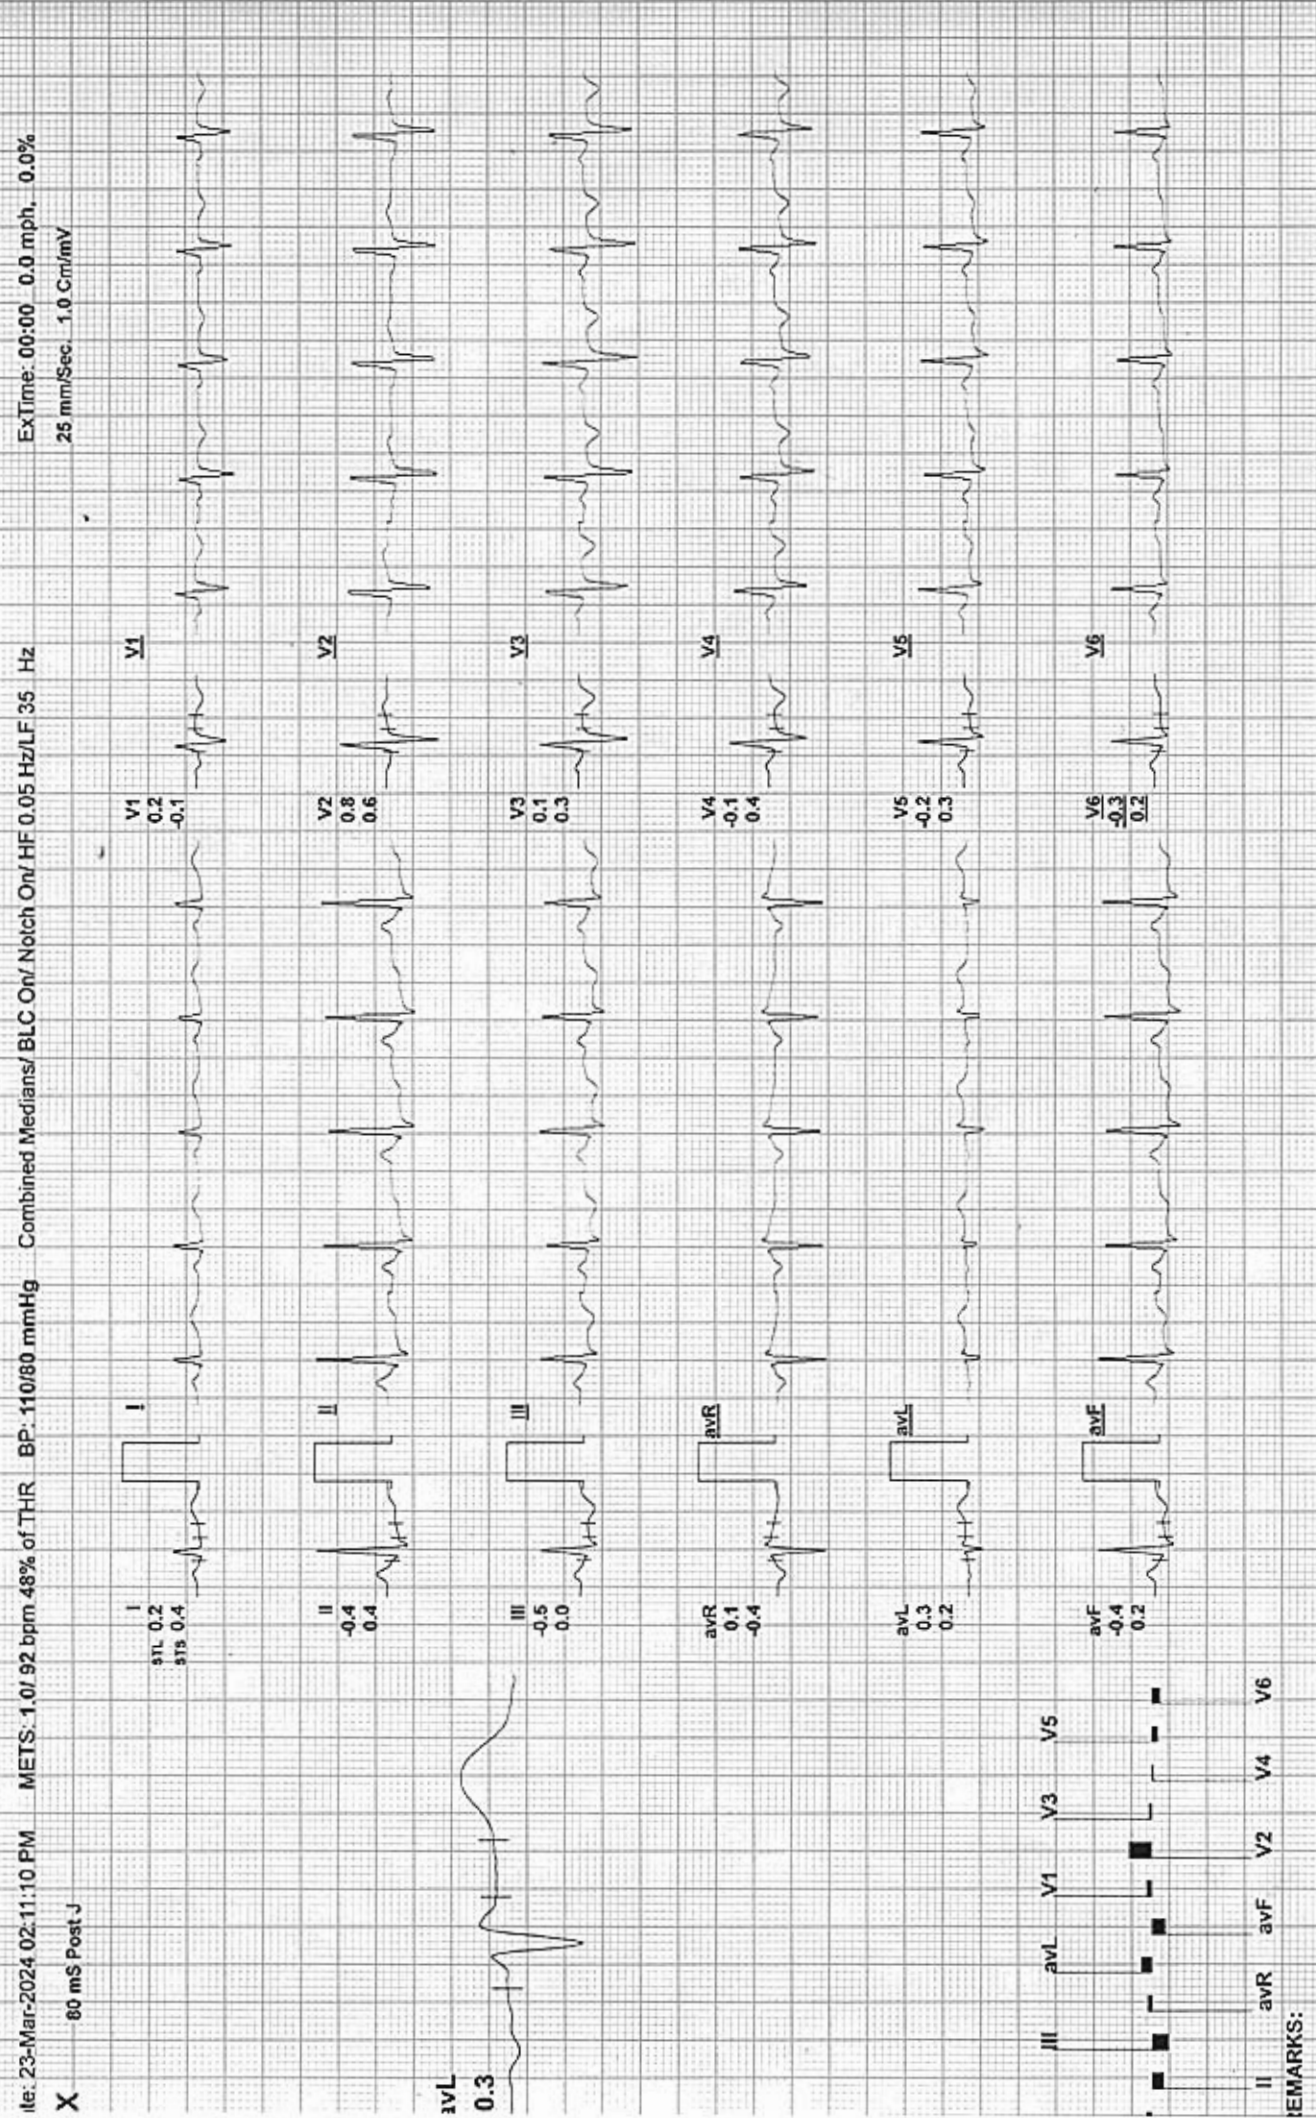 te: 23-Mar-2024 02:11:10 PM METS: 1.0/ 92 bpm 48% of THR BP: 110/80 mmHg Combined Medians/ BLC On/ Notch On/ HF 0.05 Hz/LF 35 Hz ExTime: 00:00 0.0 mph, 0.0%
X 80 mS Post J
25 mm/Sec. 1.0 Cm/mV
I
STL 0.2
STS 0.4
I
V1
0.2
-0.1
V1
II
-0.4
0.4
II
V2
0.8
0.6
V2
avL
0.3
III
-0.5
0.0
III
V3
0.1
0.3
V3
avR
0.1
-0.4
avR
V4
-0.1
0.4
V4
avL
0.3
0.2
avL
V5
-0.2
0.3
V5
avF
-0.4
0.2
avF
V6
-0.3
0.2
V6
III avL V1 V3 V5
II avR avF V2 V4 V6
EMARKS: